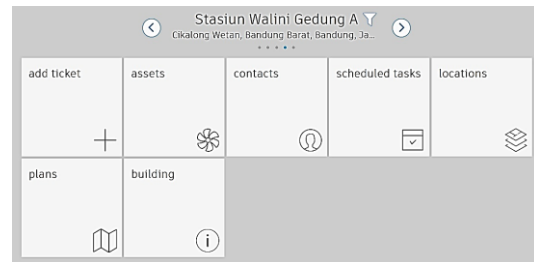 Stasiun Walini Gedung A
Cikalong Wetan, Bandung Barat, Bandung, Ja...
add ticket
assets
contacts
scheduled tasks
locations
plans
building